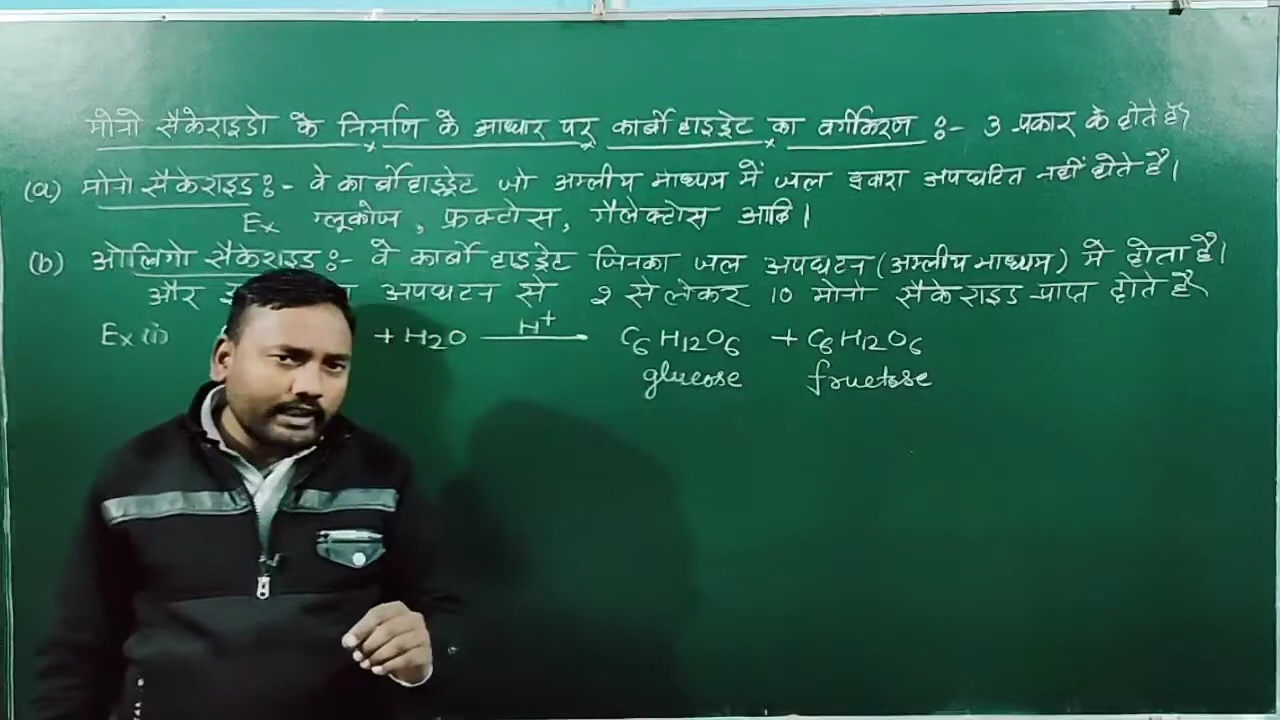 मोनो सैकेराइडो के निर्माण के आधार पर कार्बोहाइड्रेट का वर्गीकरण :- 3 प्रकार के होते हैं
(a) मोनो सैकेराइड :- वे कार्बोहाइड्रेट जो अम्लीय माध्यम में जल द्वारा अपघटित नहीं होते है।
Ex ग्लूकोज, फ्रक्टोस, गैलेक्टोस आदि।
(b) ओलिगो सैकेराइड :- वे कार्बो हाइड्रेट जिनका जल अपघटन (अम्लीय माध्यम) मे होता है।
और अपघटन से 2 से लेकर 10 मोनो सैकेराइड प्राप्त होते है
Ex (i) + H2O H+ C6H12O6 + C6H12O6
glucose fructose